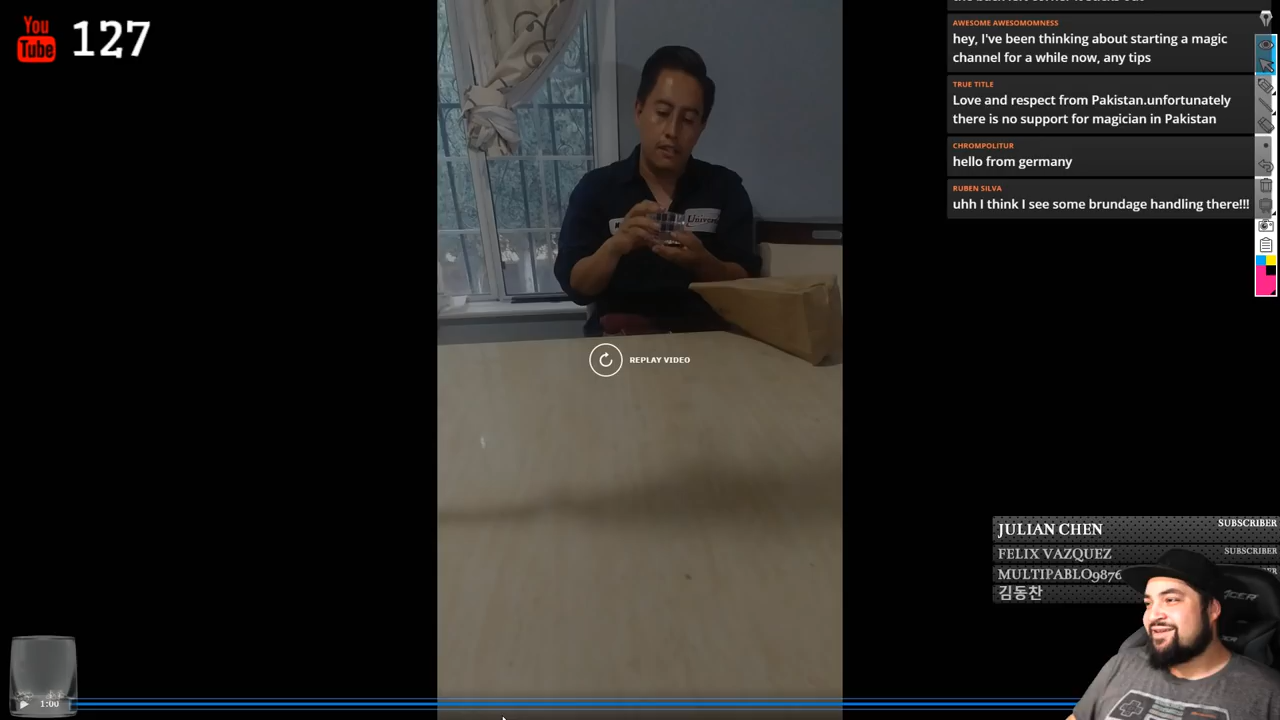 You
Tube
127
AWESOME AWESOMOMNESS
hey, I've been thinking about starting a magic
channel for a while now, any tips
TRUE TITLE
Love and respect from Pakistan.unfortunately
there is no support for magician in Pakistan
CHROMPOLITUR
hello from germany
RUBEN SILVA
uhh I think I see some brundage handling there!!!
REPLAY VIDEO
JULIAN CHEN
SUBSCRIBER
FELIX VAZQUEZ
SUBSCRIBER
MULTIPABLO9876
김동찬
1:00